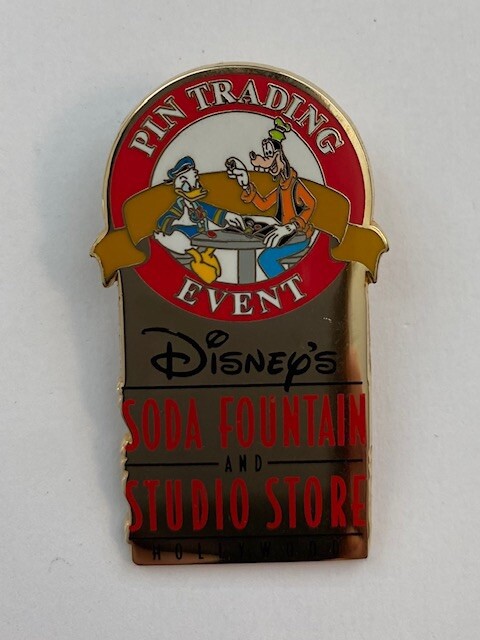 PIN TRADING
EVENT
DISNEY'S
SODA FOUNTAIN
AND
STUDIO STORE
HOLLYWOOD